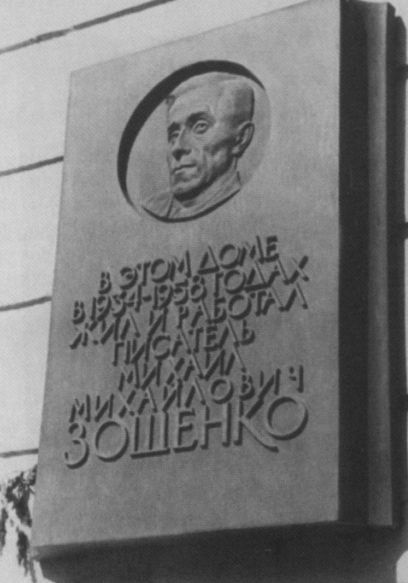 В ЭТОМ ДОМЕ
В 1934-1958 ГОДАХ
ЖИЛ И РАБОТАЛ
ПИСАТЕЛЬ
МИХАИЛ
МИХАЙЛОВИЧ
ЗОЩЕНКО